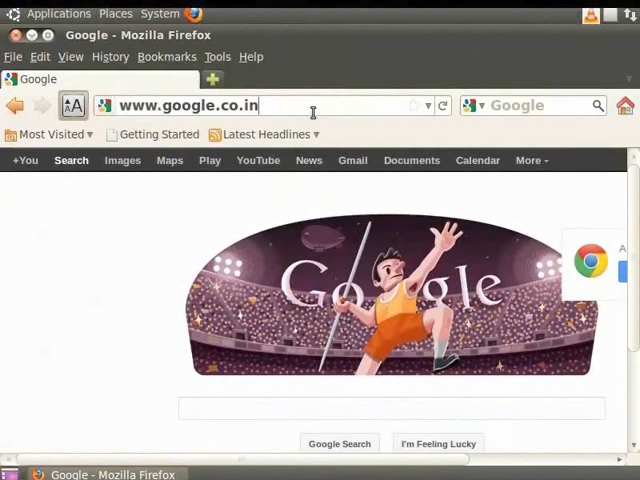 Applications Places System
Google - Mozilla Firefox
File Edit View History Bookmarks Tools Help
Google
A A www.google.co.in Google
Most Visited Getting Started Latest Headlines
+You Search Images Maps Play YouTube News Gmail Documents Calendar More
Google
A
Google Search I'm Feeling Lucky
Google - Mozilla Firefox